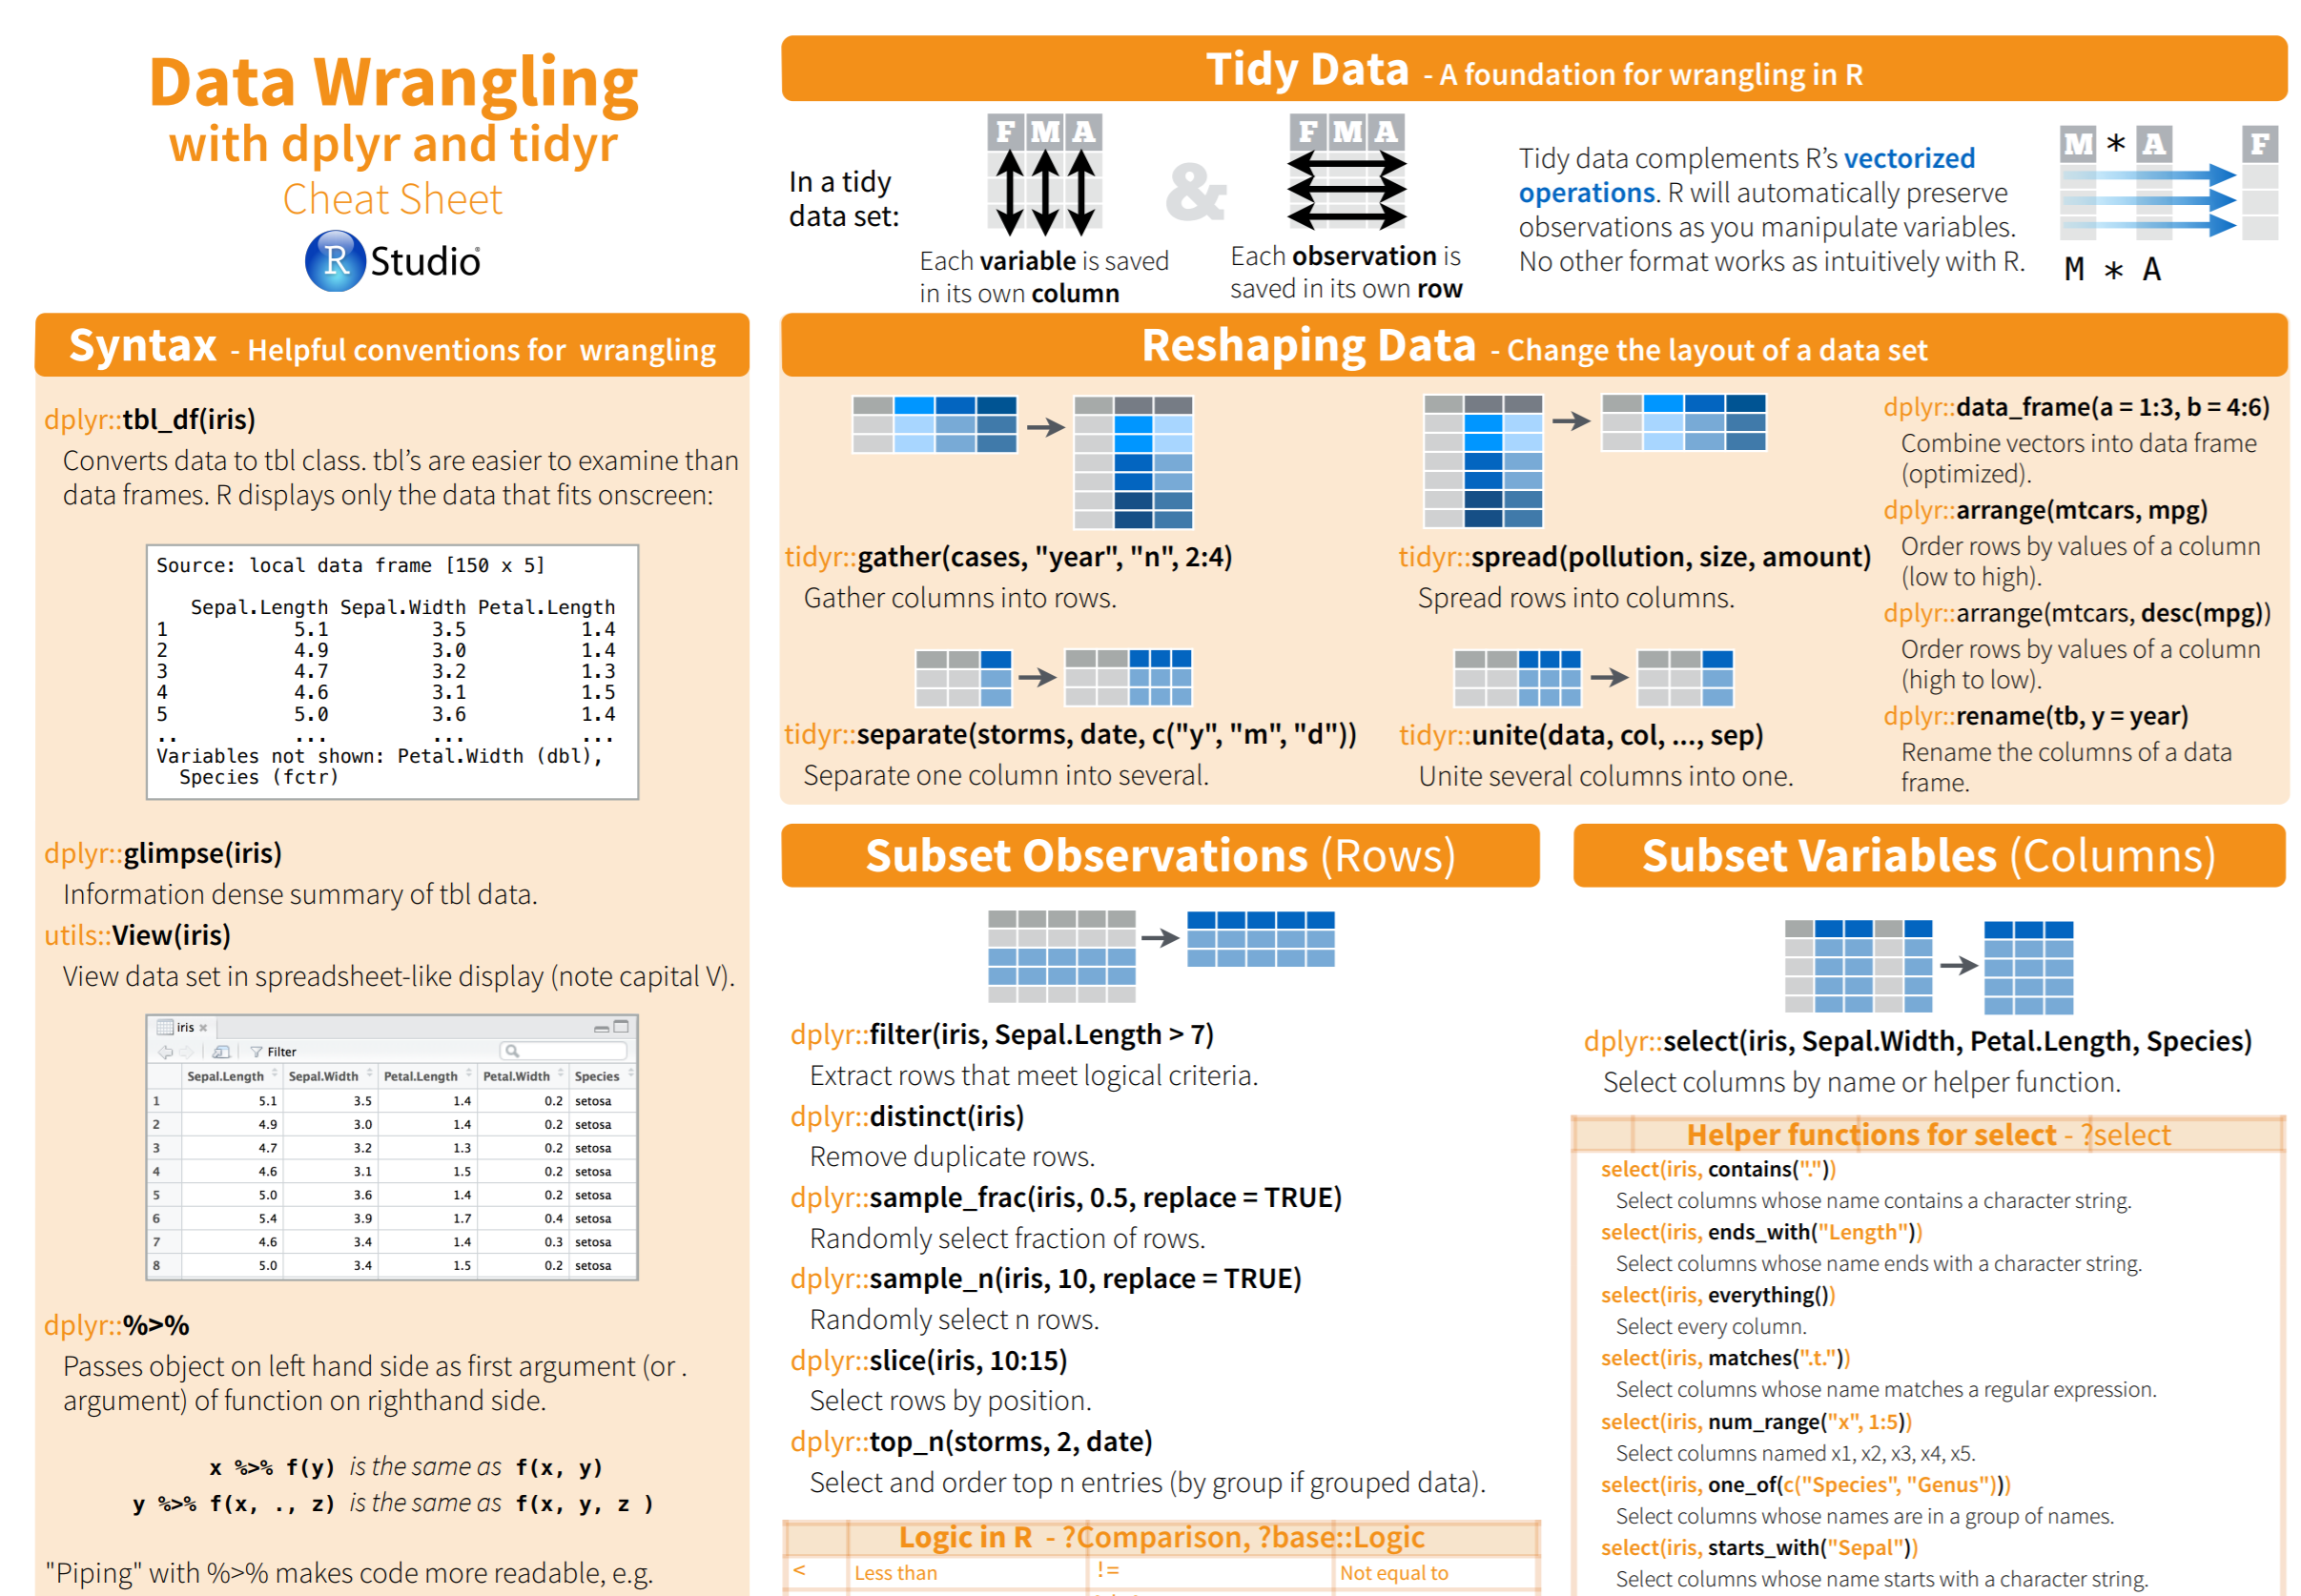 Data Wrangling
with dplyr and tidyr
Cheat Sheet
R Studio®
Syntax - Helpful conventions for wrangling
dplyr::tbl_df(iris)
Converts data to tbl class. tbl's are easier to examine than
data frames. R displays only the data that fits onscreen:
Source: local data frame [150 x 5]
Sepal.Length Sepal.Width Petal.Length
1 5.1 3.5 1.4
2 4.9 3.0 1.4
3 4.7 3.2 1.3
4 4.6 3.1 1.5
5 5.0 3.6 1.4
.. ... ... ...
Variables not shown: Petal.Width (dbl),
Species (fctr)
dplyr::glimpse(iris)
Information dense summary of tbl data.
utils::View(iris)
View data set in spreadsheet-like display (note capital V).
iris
Filter
Sepal.Length Sepal.Width Petal.Length Petal.Width Species
1 5.1 3.5 1.4 0.2 setosa
2 4.9 3.0 1.4 0.2 setosa
3 4.7 3.2 1.3 0.2 setosa
4 4.6 3.1 1.5 0.2 setosa
5 5.0 3.6 1.4 0.2 setosa
6 5.4 3.9 1.7 0.4 setosa
7 4.6 3.4 1.4 0.3 setosa
8 5.0 3.4 1.5 0.2 setosa
dplyr::%>%
Passes object on left hand side as first argument (or .
argument) of function on righthand side.
x %>% f(y) is the same as f(x, y)
y %>% f(x, ., z) is the same as f(x, y, z )
"Piping" with %>% makes code more readable, e.g.
Tidy Data - A foundation for wrangling in R
In a tidy
data set:
F M A
Each variable is saved
in its own column
&
F M A
Each observation is
saved in its own row
Tidy data complements R's vectorized
operations. R will automatically preserve
observations as you manipulate variables.
No other format works as intuitively with R.
M * A F
M * A
Reshaping Data - Change the layout of a data set
tidyr::gather(cases, "year", "n", 2:4)
Gather columns into rows.
tidyr::spread(pollution, size, amount)
Spread rows into columns.
tidyr::separate(storms, date, c("y", "m", "d"))
Separate one column into several.
tidyr::unite(data, col, ..., sep)
Unite several columns into one.
dplyr::data_frame(a = 1:3, b = 4:6)
Combine vectors into data frame
(optimized).
dplyr::arrange(mtcars, mpg)
Order rows by values of a column
(low to high).
dplyr::arrange(mtcars, desc(mpg))
Order rows by values of a column
(high to low).
dplyr::rename(tb, y = year)
Rename the columns of a data
frame.
Subset Observations (Rows)
dplyr::filter(iris, Sepal.Length > 7)
Extract rows that meet logical criteria.
dplyr::distinct(iris)
Remove duplicate rows.
dplyr::sample_frac(iris, 0.5, replace = TRUE)
Randomly select fraction of rows.
dplyr::sample_n(iris, 10, replace = TRUE)
Randomly select n rows.
dplyr::slice(iris, 10:15)
Select rows by position.
dplyr::top_n(storms, 2, date)
Select and order top n entries (by group if grouped data).
Logic in R - ?Comparison, ?base::Logic
< Less than != Not equal to
Subset Variables (Columns)
dplyr::select(iris, Sepal.Width, Petal.Length, Species)
Select columns by name or helper function.
Helper functions for select - ?select
select(iris, contains("."))
Select columns whose name contains a character string.
select(iris, ends_with("Length"))
Select columns whose name ends with a character string.
select(iris, everything())
Select every column.
select(iris, matches(".t."))
Select columns whose name matches a regular expression.
select(iris, num_range("x", 1:5))
Select columns named x1, x2, x3, x4, x5.
select(iris, one_of(c("Species", "Genus")))
Select columns whose names are in a group of names.
select(iris, starts_with("Sepal"))
Select columns whose name starts with a character string.